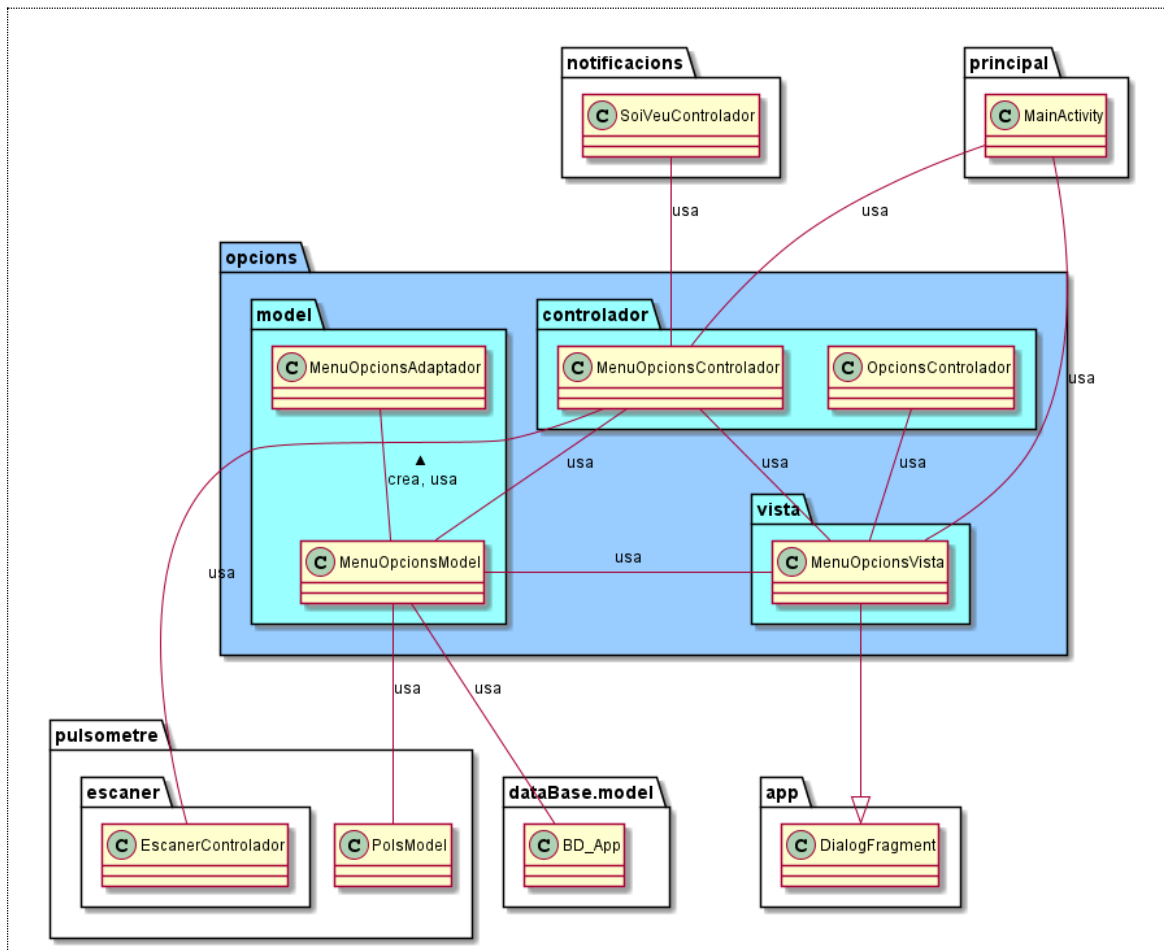 notificacions
principal
C SoiVeuControlador
C MainActivity
usa
usa
opcions
model
controlador
C MenuOpcionsAdaptador
C MenuOpcionsControlador
C OpcionsControlador
usa
crea, usa
usa
usa
usa
vista
C MenuOpcionsModel
usa
C MenuOpcionsVista
usa
usa
usa
pulsometre
escaner
dataBase.model
app
C EscanerControlador
C PolsModel
C BD_App
C DialogFragment